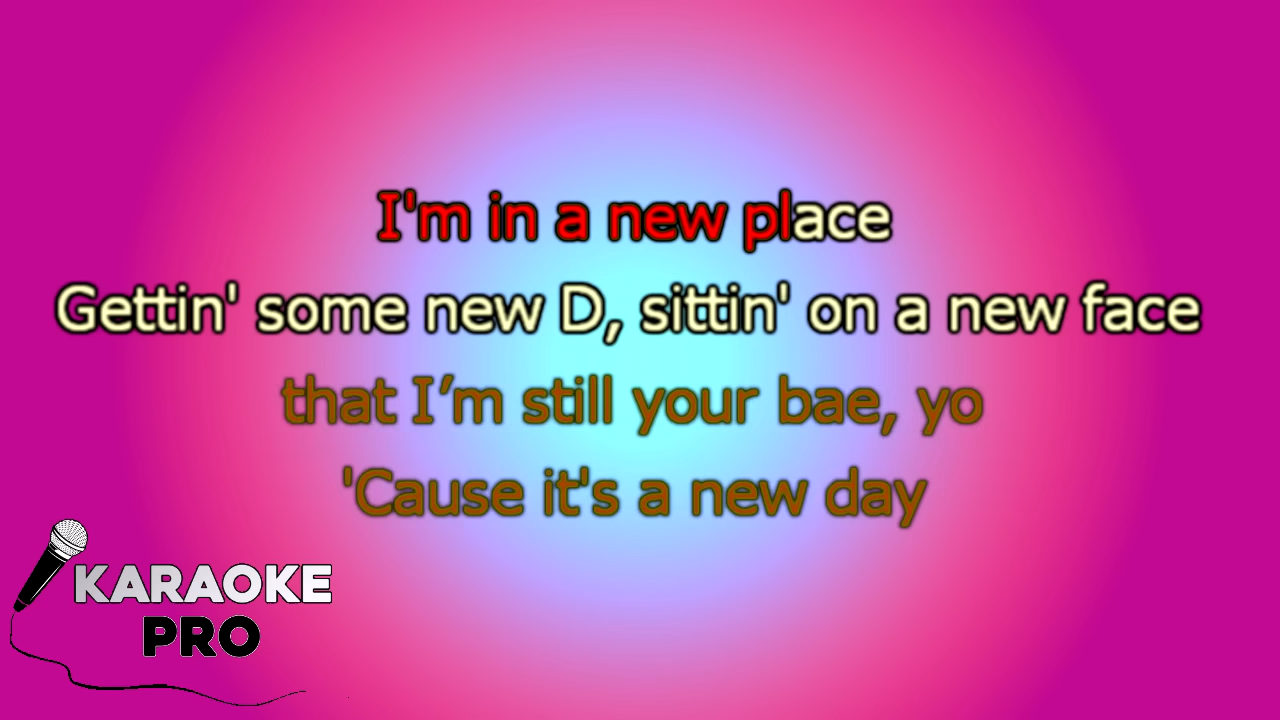 I'm in a new place
Gettin' some new D, sittin' on a new face
that I’m still your bae, yo
'Cause it's a new day
KARAOKE
PRO